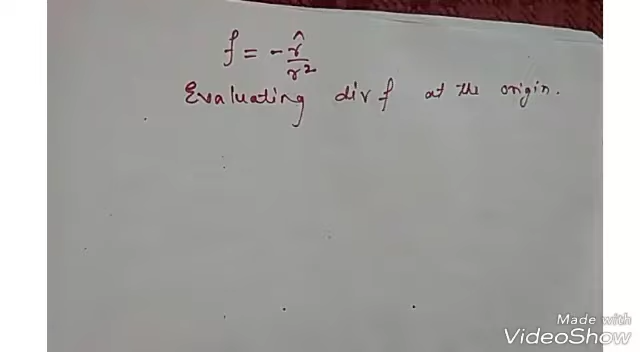 f = - r̂/r²
Evaluating div f at the origin.
Made with
VideoShow